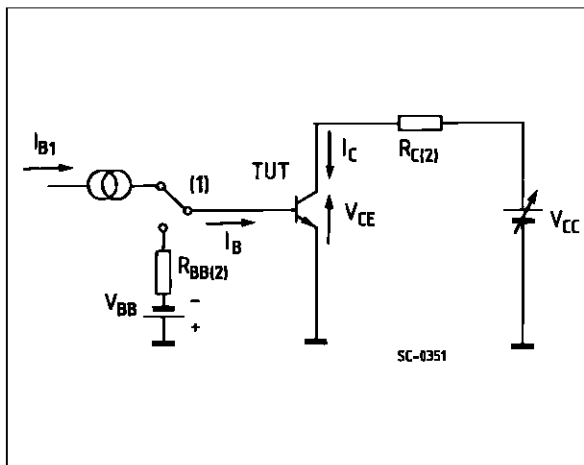 I_B1
(1)
TUT
I_C
R_C(2)
I_B
V_CE
V_CC
R_BB(2)
V_BB
−
+
SC-0351